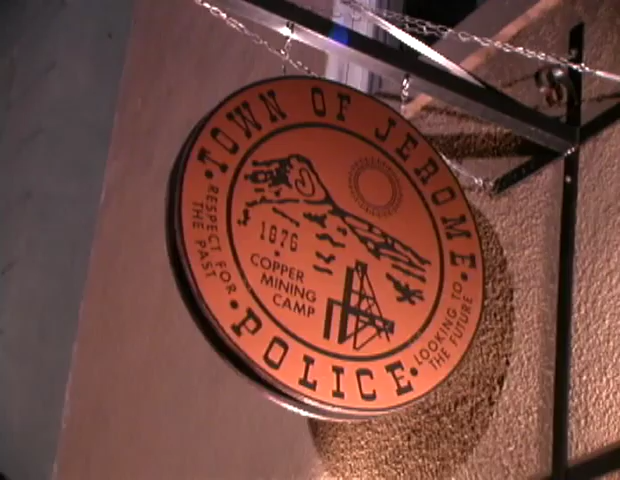 TOWN OF JEROME
RESPECT FOR
THE PAST
1876
COPPER
MINING
CAMP
LOOKING TO
THE FUTURE
POLICE